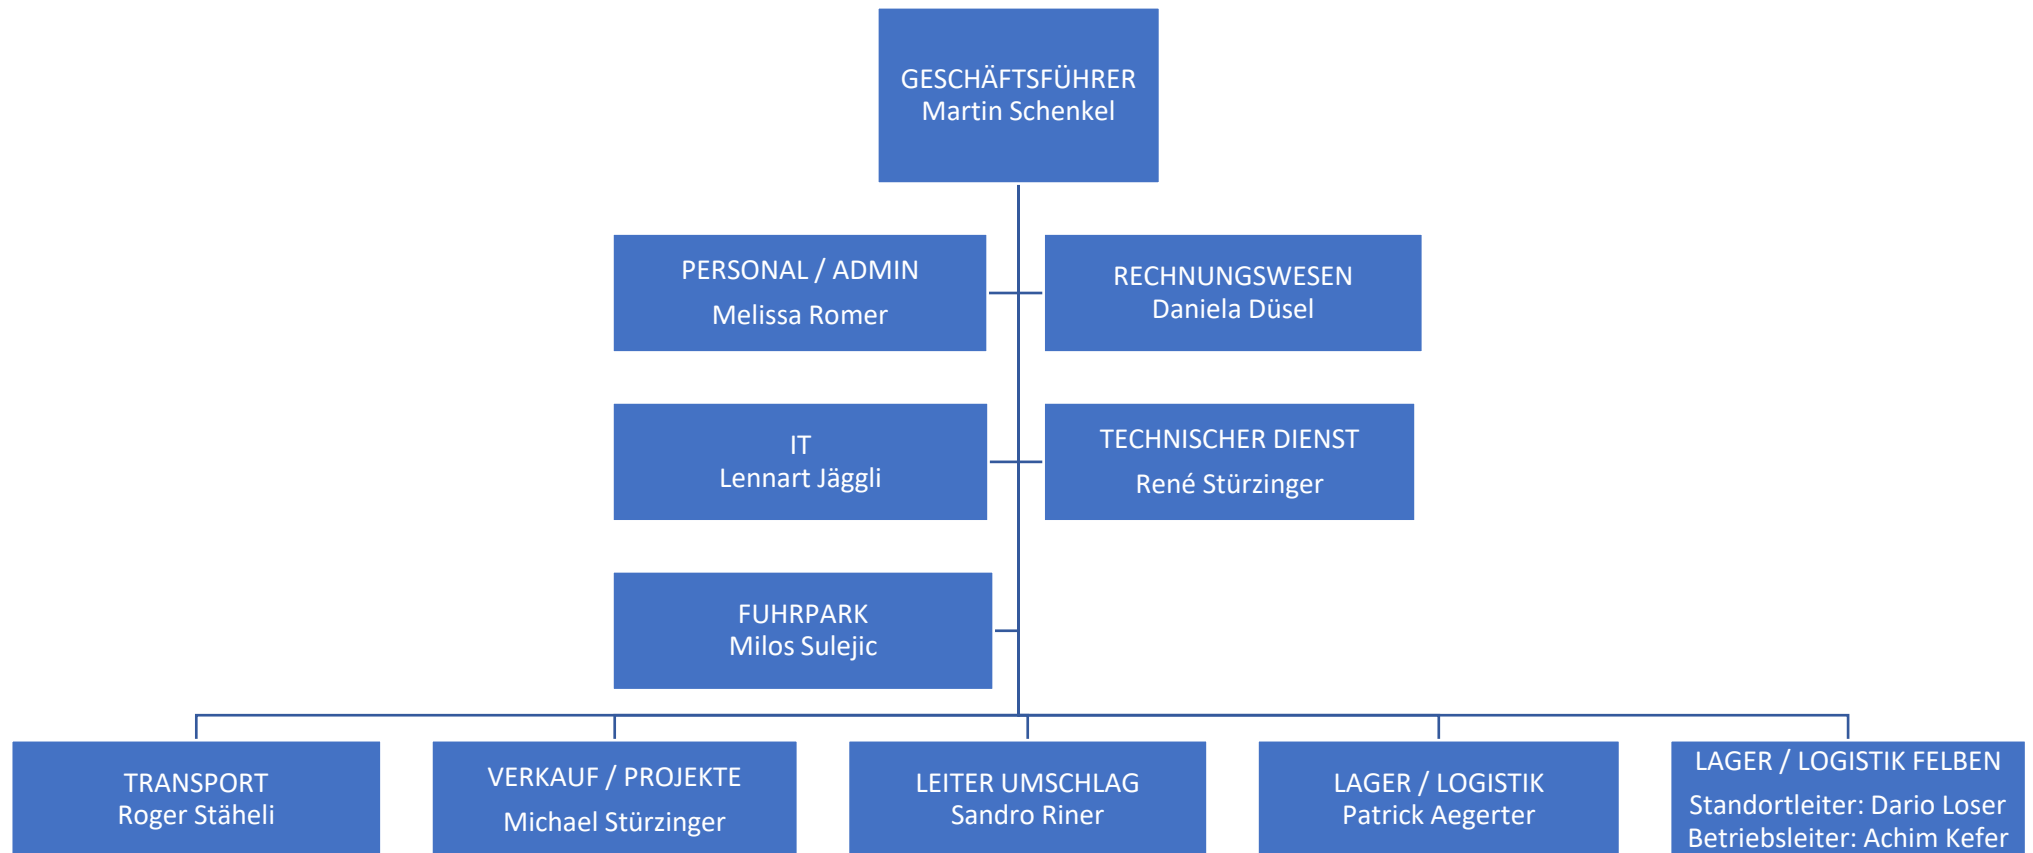 GESCHÄFTSFÜHRER
Martin Schenkel
PERSONAL / ADMIN
Melissa Romer
RECHNUNGSWESEN
Daniela Düsel
IT
Lennart Jäggli
TECHNISCHER DIENST
René Stürzinger
FUHRPARK
Milos Sulejic
TRANSPORT
Roger Stäheli
VERKAUF / PROJEKTE
Michael Stürzinger
LEITER UMSCHLAG
Sandro Riner
LAGER / LOGISTIK
Patrick Aegerter
LAGER / LOGISTIK FELBEN
Standortleiter: Dario Loser
Betriebsleiter: Achim Kefer